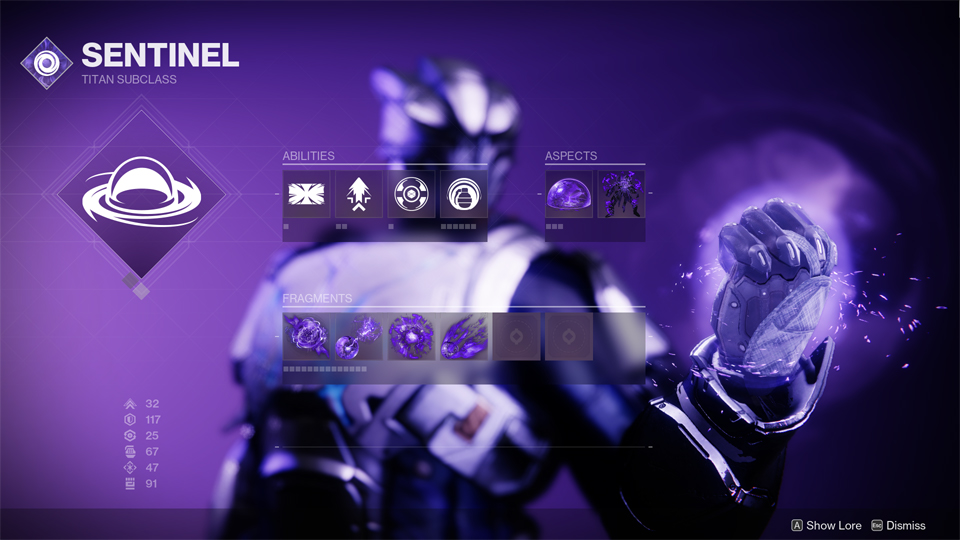 SENTINEL
TITAN SUBCLASS
ABILITIES
ASPECTS
FRAGMENTS
32
117
25
67
47
91
A Show Lore Esc Dismiss